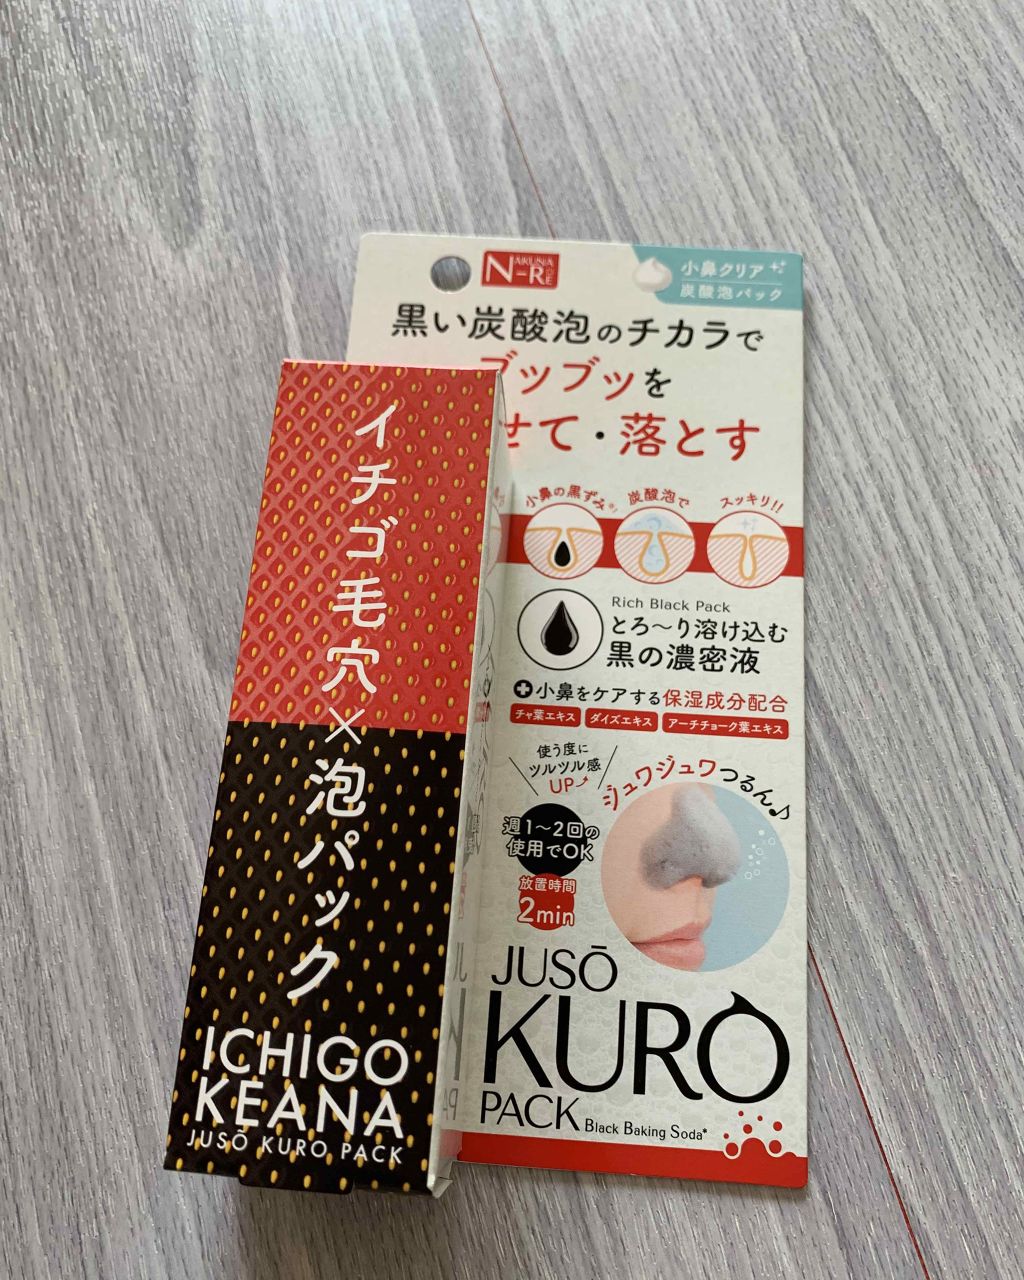 N-R
小鼻クリア
炭酸泡パック
黒い炭酸泡のチカラで
ブツブツを
せて・落とす
小鼻の黒ずみ※1
炭酸泡で
スッキリ!!
Rich Black Pack
とろ〜り溶け込む
黒の濃密液
小鼻をケアする保湿成分配合
チャ葉エキス
ダイズエキス
アーチチョーク葉エキス
使う度に
ツルツル感
UP
ジュワジュワつるん♪
週1〜2回の
使用でOK
放置時間
2min
JUSŌ
KURO
PACK
Black Baking Soda*
イチゴ毛穴×泡パック
ICHIGO
KEANA
JUSŌ KURO PACK